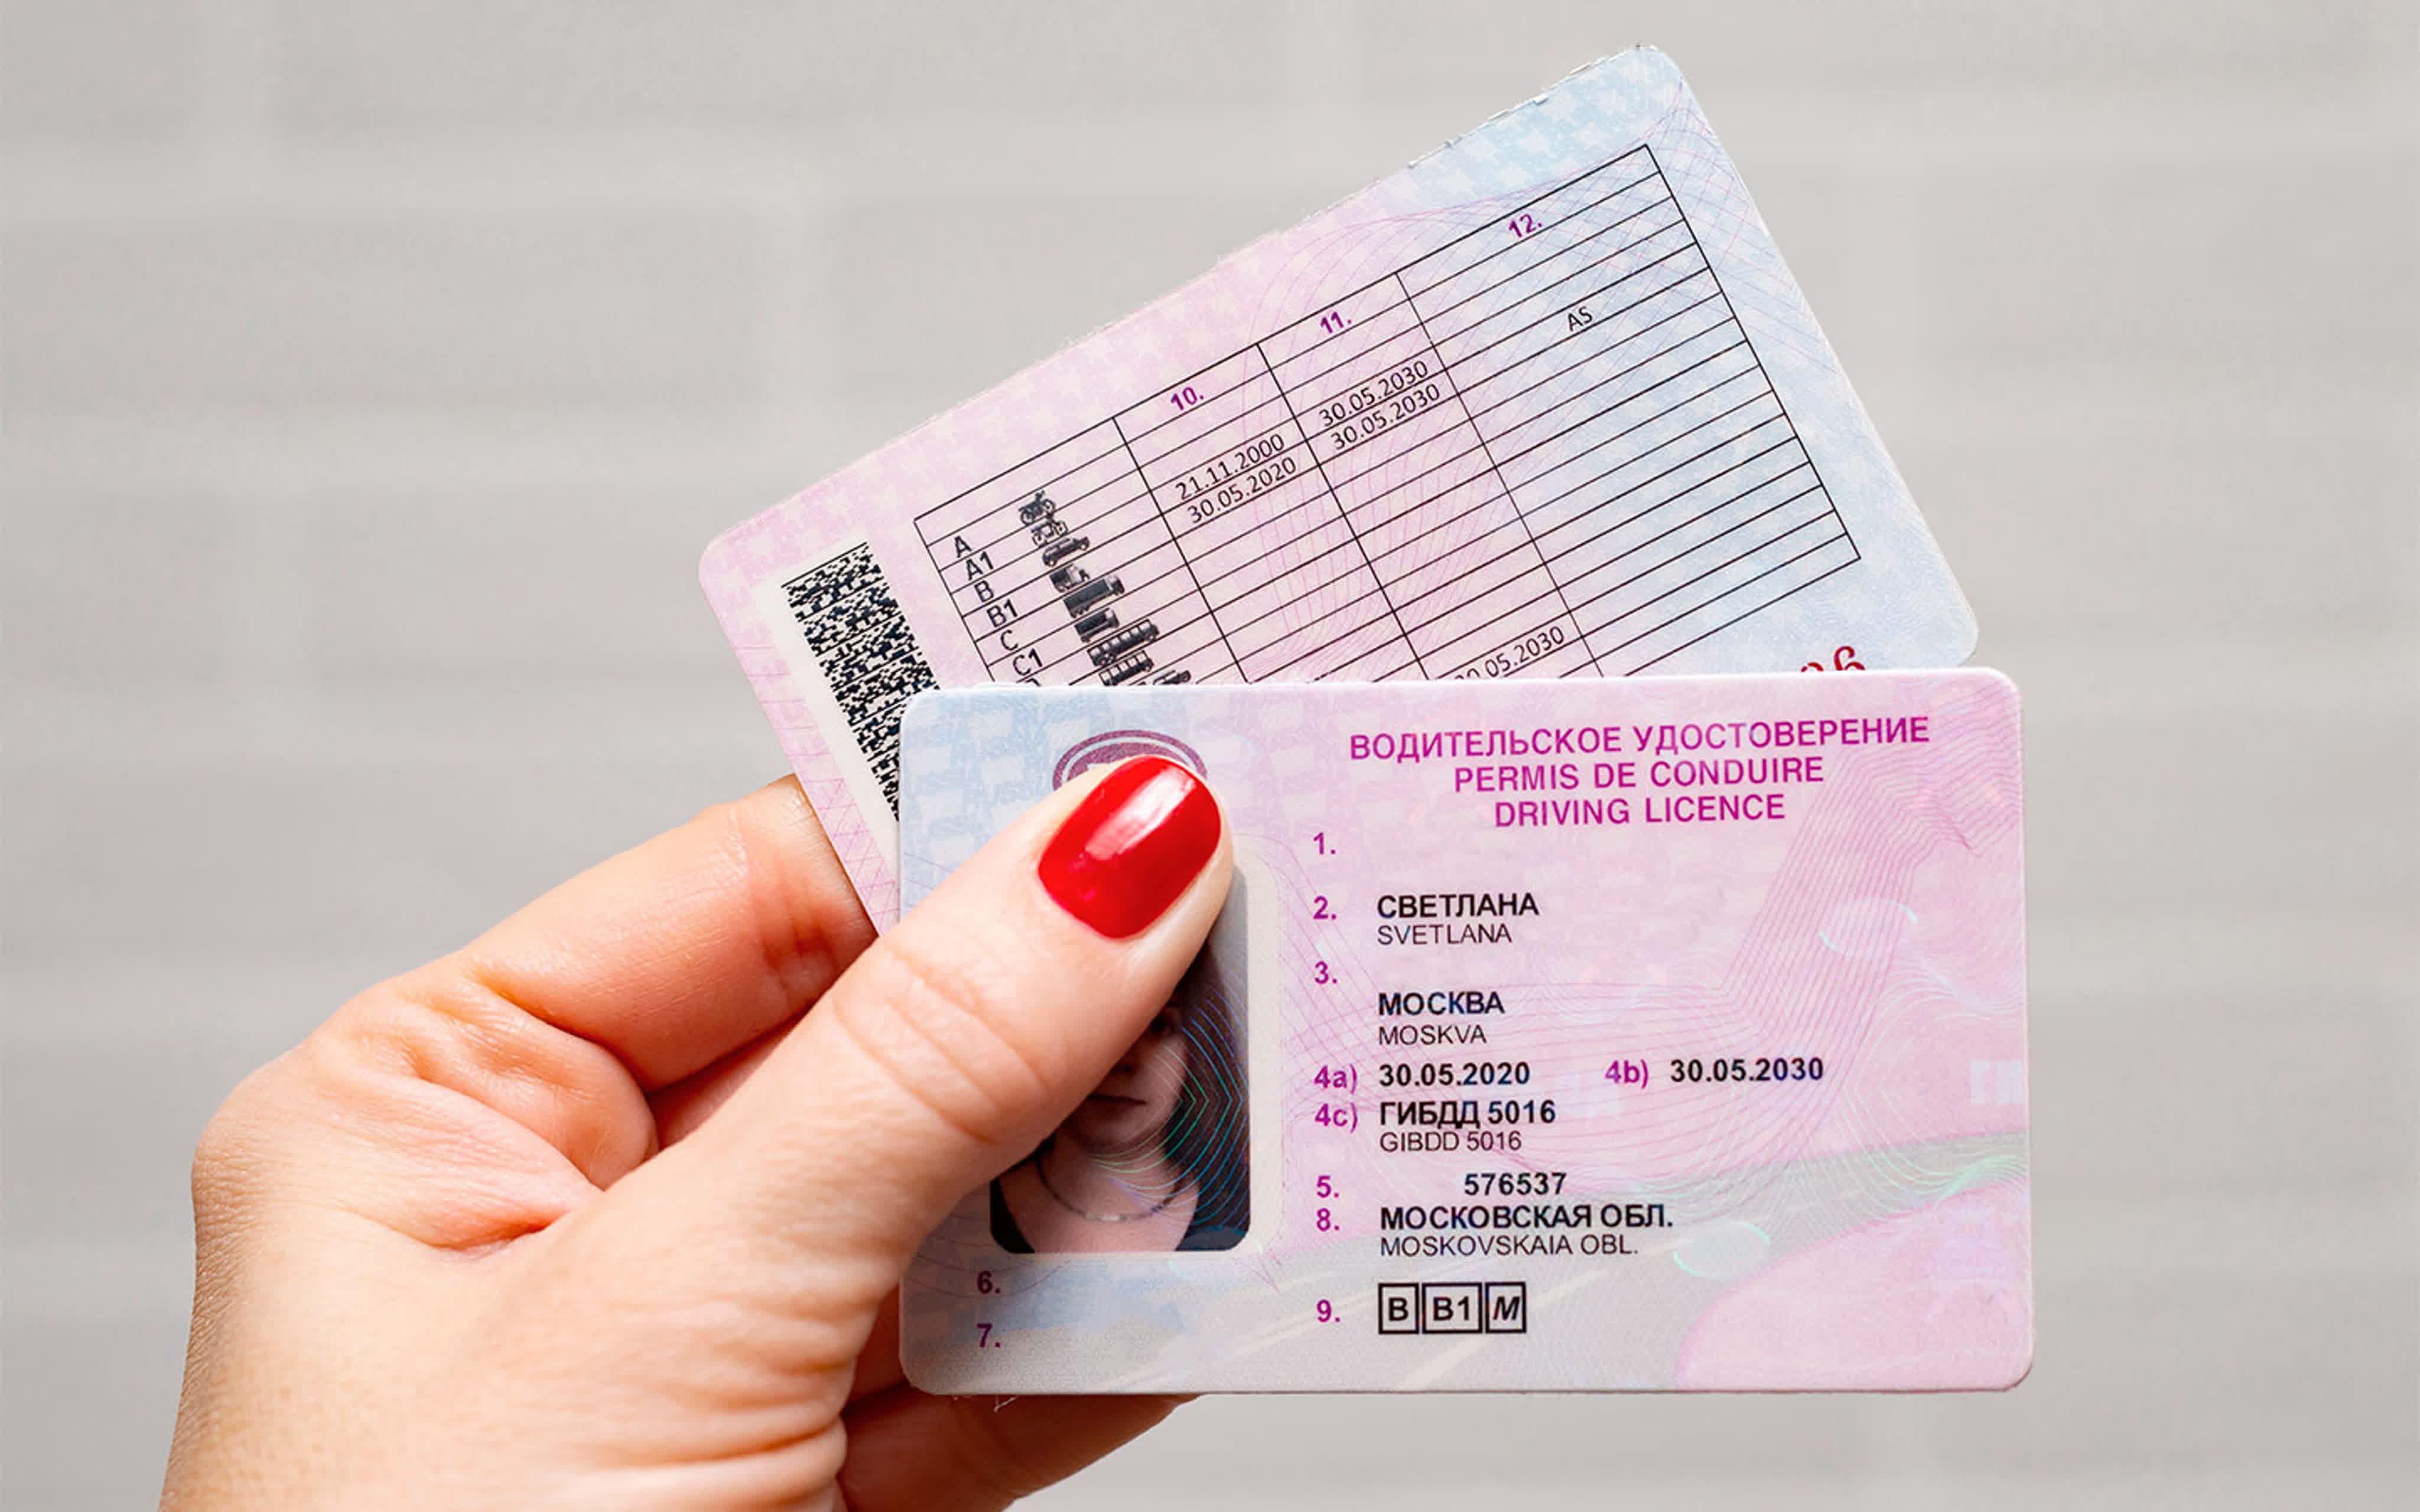 12.
11.
10.
AS
21.11.2000 30.05.2030
30.05.2020 30.05.2030
A
A1
B
B1
C
C1
.05.2030
ВОДИТЕЛЬСКОЕ УДОСТОВЕРЕНИЕ
PERMIS DE CONDUIRE
DRIVING LICENCE
1.
2. СВЕТЛАНА
SVETLANA
3.
МОСКВА
MOSKVA
4a) 30.05.2020 4b) 30.05.2030
4c) ГИБДД 5016
GIBDD 5016
5. 576537
8. МОСКОВСКАЯ ОБЛ.
MOSKOVSKAIA OBL.
6.
7.
9. B B1 M